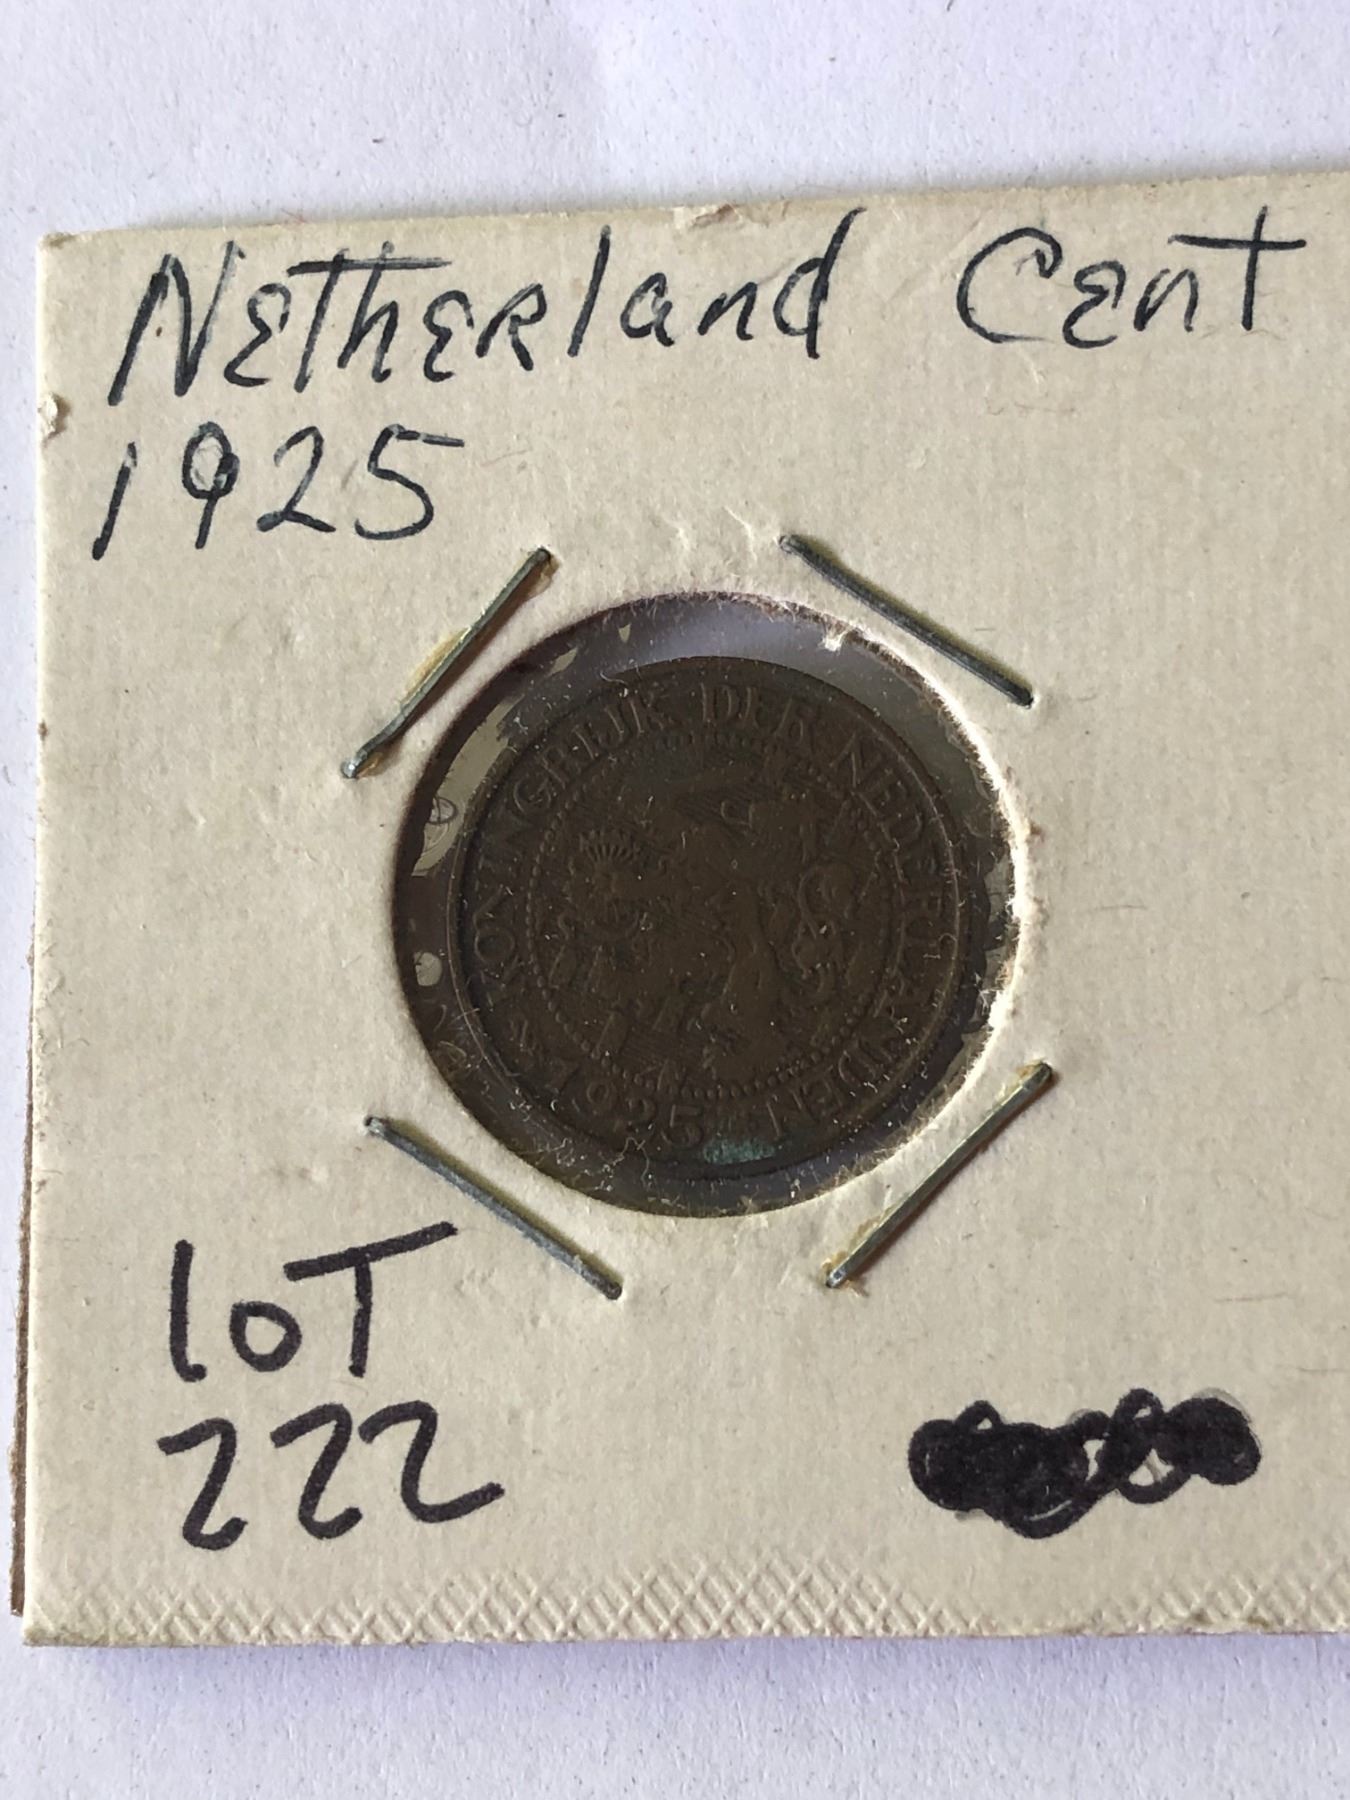 Netherland Cent
1925
KONINGRIJK DER NEDERLANDEN
1925
lOT
222